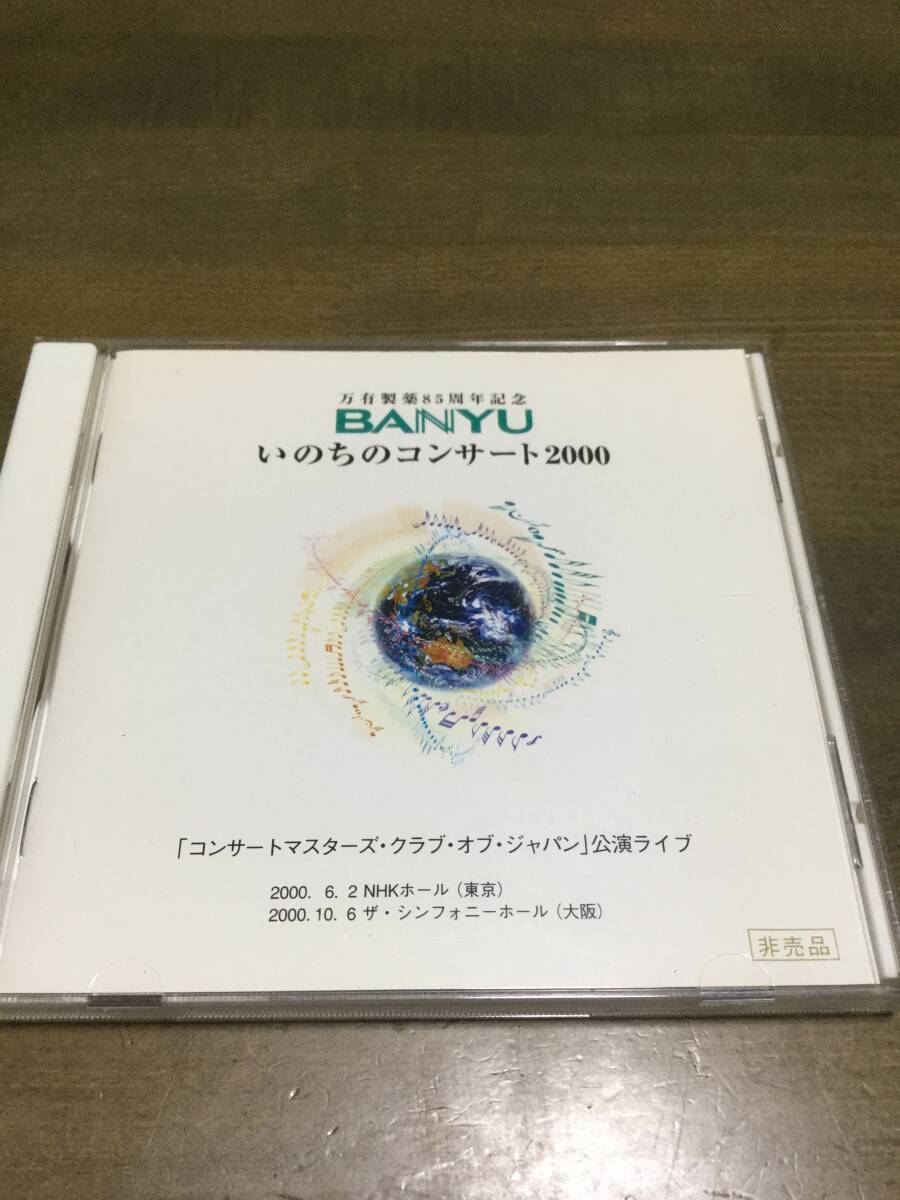 万有製薬85周年記念
BANYU
いのちのコンサート2000
「コンサートマスターズ・クラブ・オブ・ジャパン」公演ライブ
2000. 6. 2 NHKホール（東京）
2000. 10. 6 ザ・シンフォニーホール（大阪）
非売品